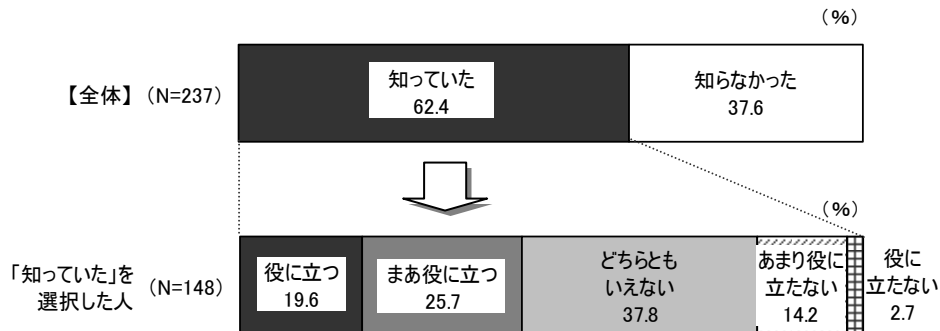 (%)
【全体】 (N=237)
知っていた
62.4
知らなかった
37.6
(%)
「知っていた」を
選択した人
(N=148)
役に立つ
19.6
まあ役に立つ
25.7
どちらとも
いえない
37.8
あまり役に
立たない
14.2
役に
立たない
2.7